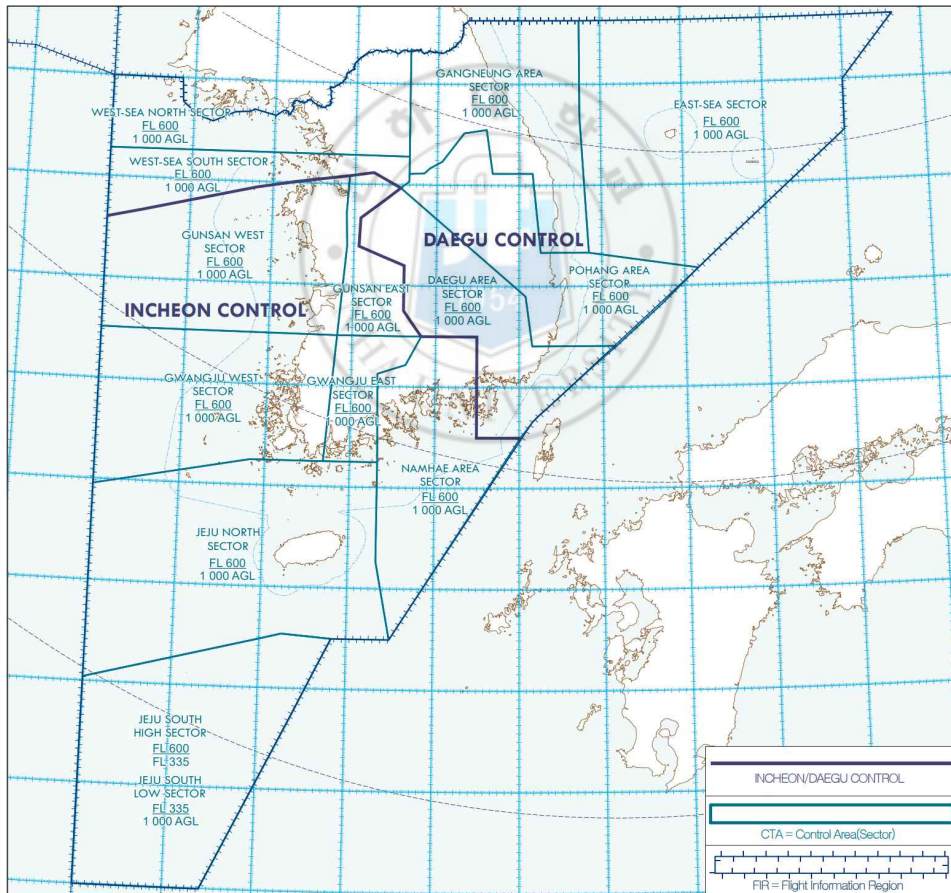 GANGNEUNG AREA
SECTOR
FL 600
1 000 AGL
EAST-SEA SECTOR
FL 600
1 000 AGL
WEST-SEA NORTH SECTOR
FL 600
1 000 AGL
WEST-SEA SOUTH SECTOR
FL 600
1 000 AGL
GUNSAN WEST
SECTOR
FL 600
1 000 AGL
DAEGU CONTROL
POHANG AREA
SECTOR
FL 600
1 000 AGL
DAEGU AREA
SECTOR
FL 600
1 000 AGL
GUNSAN EAST
SECTOR
FL 600
1 000 AGL
INCHEON CONTROL
54
GWANGJU WEST
SECTOR
FL 600
1 000 AGL
GWANGJU EAST
SECTOR
FL 600
1 000 AGL
NAMHAE AREA
SECTOR
FL 600
1 000 AGL
JEJU NORTH
SECTOR
FL 600
1 000 AGL
JEJU SOUTH
HIGH SECTOR
FL 600
FL 335
JEJU SOUTH
LOW SECTOR
FL 335
1 000 AGL
INCHEON/DAEGU CONTROL
CTA = Control Area(Sector)
FIR = Flight Information Region